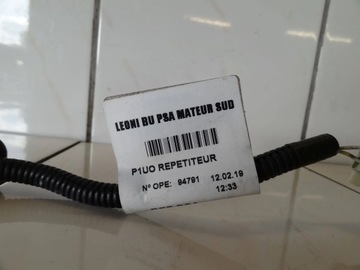 LEONI BU PSA MATEUR SUD
P1UO REPETITEUR
N° OPE: 94791 12.02.19
12:33